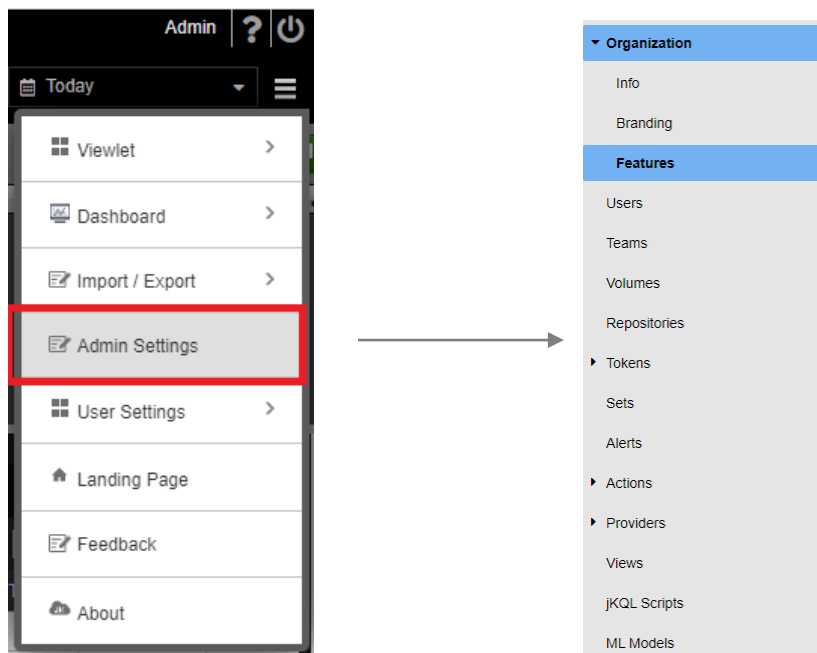 Admin
?
Today
Viewlet
Dashboard
Import / Export
Admin Settings
User Settings
Landing Page
Feedback
About
Organization
Info
Branding
Features
Users
Teams
Volumes
Repositories
Tokens
Sets
Alerts
Actions
Providers
Views
jKQL Scripts
ML Models